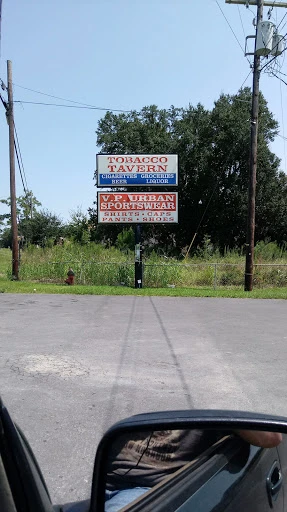 TOBACCO
TAVERN
CIGARETTES GROCERIES
BEER LIQUOR
V.P. URBAN
SPORTSWEAR
SHIRTS • CAPS
PANTS • SHOES